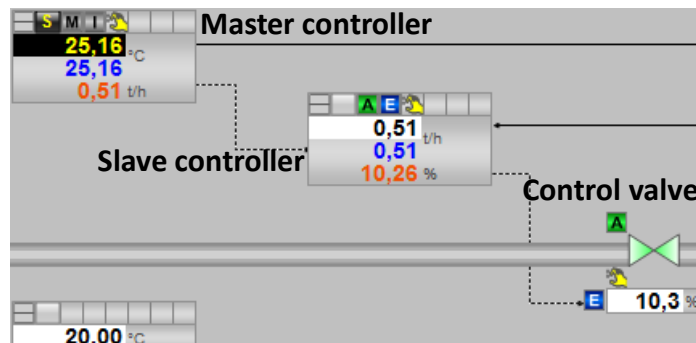 S M I Master controller
25,16 °C
25,16
0,51 t/h
A E
0,51 t/h
0,51
Slave controller
10,26 %
Control valve
A
E 10,3 %
20,00 °C